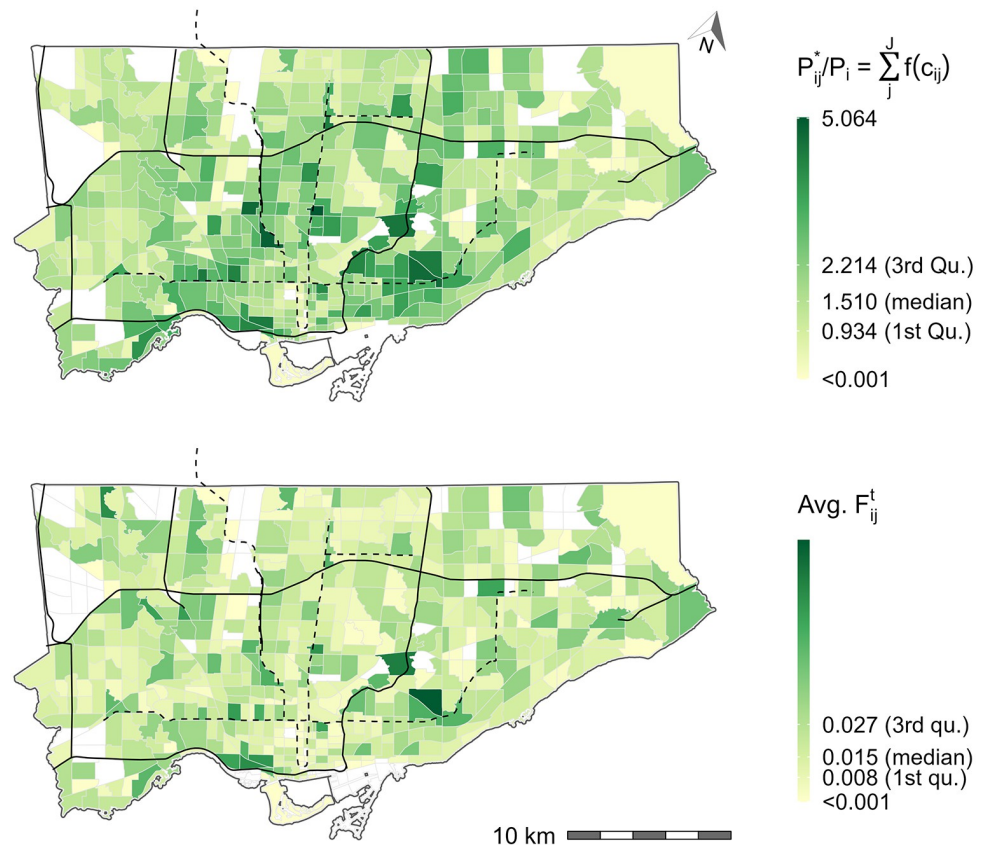 N
P*ij/Pi = ∑ J j f(cij)
5.064
2.214 (3rd Qu.)
1.510 (median)
0.934 (1st Qu.)
<0.001
Avg. Ftij
0.027 (3rd qu.)
0.015 (median)
0.008 (1st qu.)
<0.001
10 km